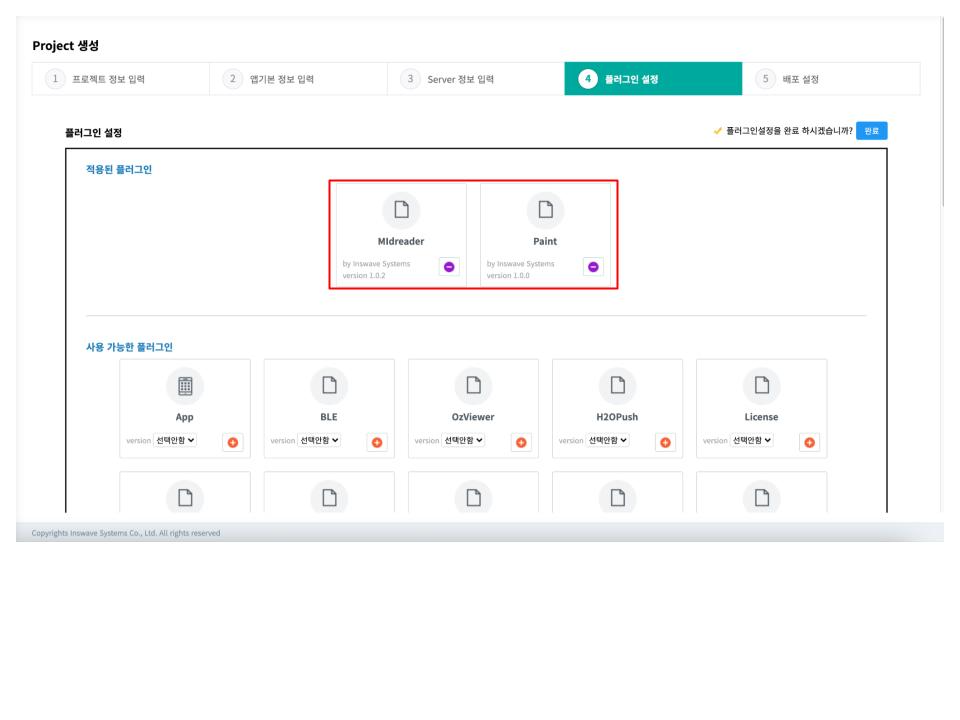 Project 생성
1 프로젝트 정보 입력 2 앱기본 정보 입력 3 Server 정보 입력 4 플러그인 설정 5 배포 설정
플러그인 설정
플러그인설정을 완료 하시겠습니까? 완료
적용된 플러그인
MIdreader Paint
by Inswave Systems by Inswave Systems
version 1.0.2 version 1.0.0
사용 가능한 플러그인
App BLE OzViewer H2OPush License
version 선택안함 version 선택안함 version 선택안함 version 선택안함 version 선택안함
Copyrights Inswave Systems Co., Ltd. All rights reserved